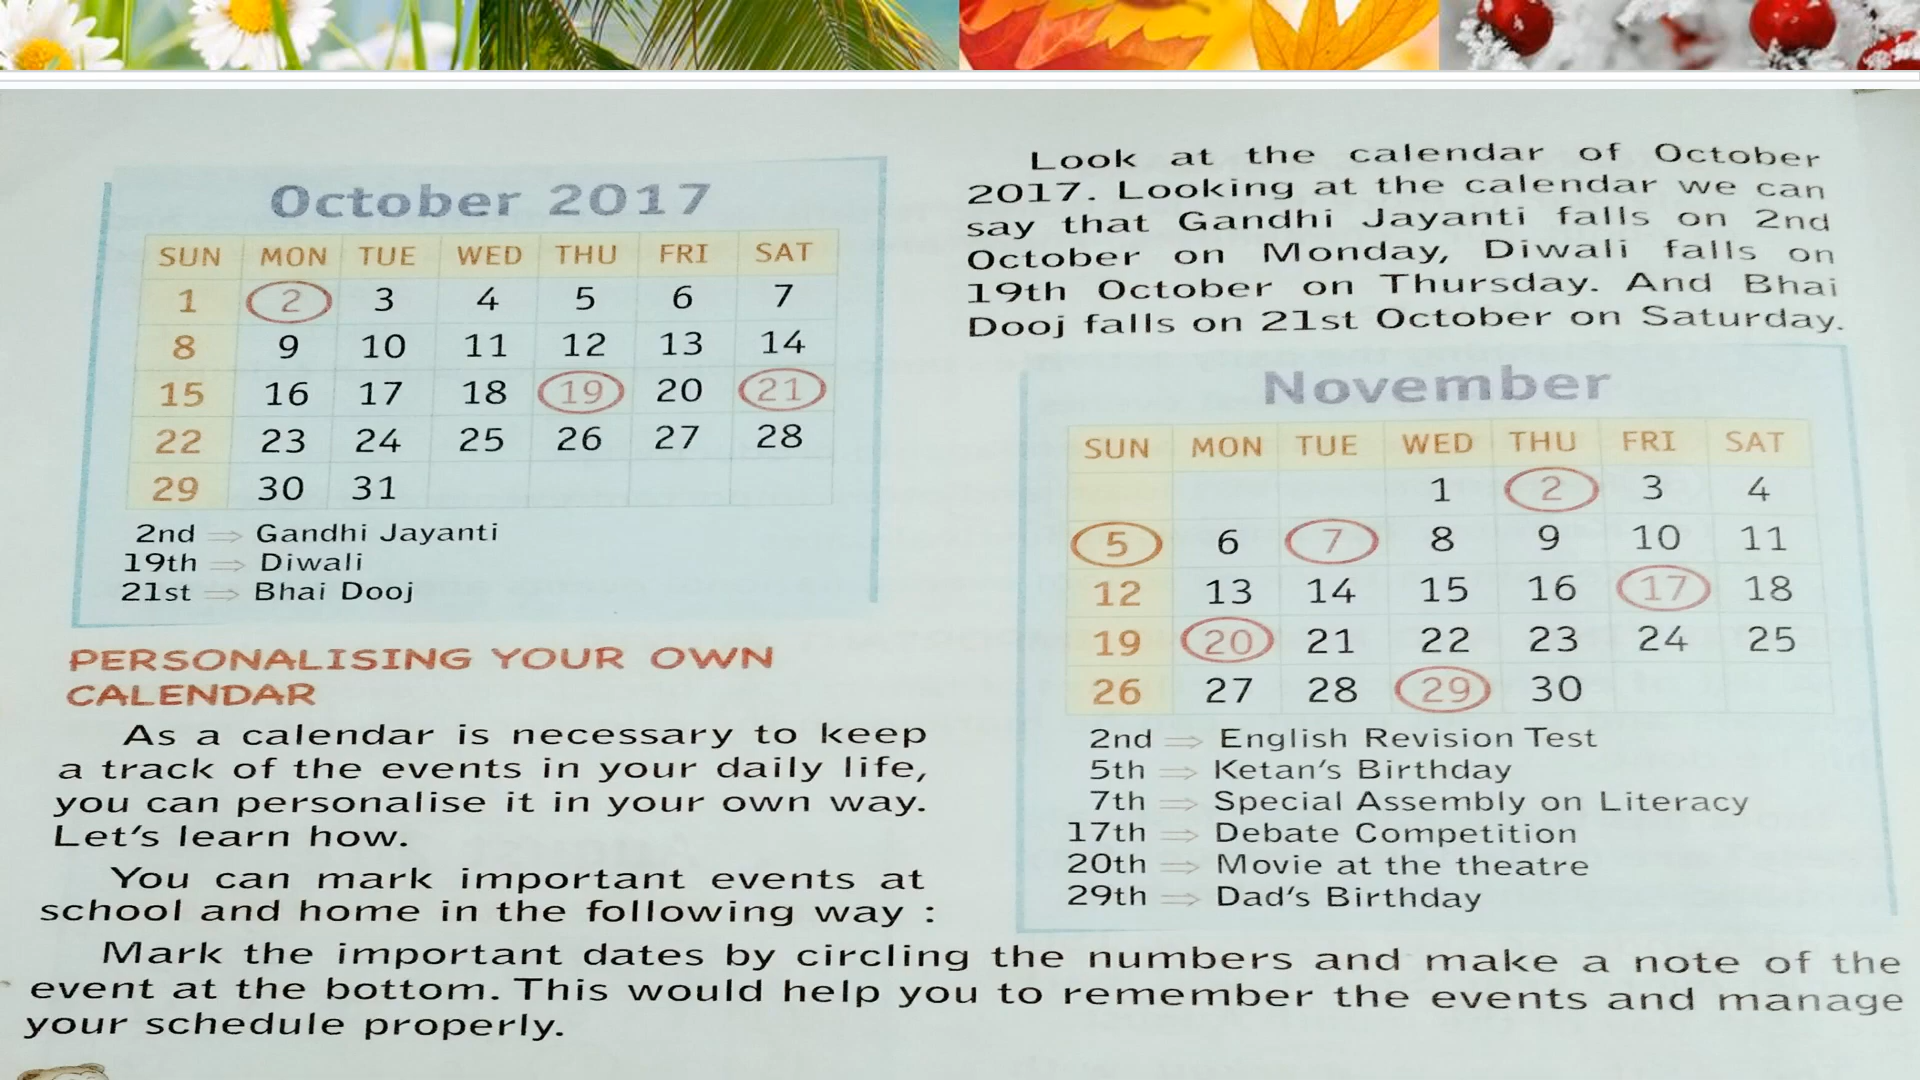 October 2017
SUN MON TUE WED THU FRI SAT
1 2 3 4 5 6 7
8 9 10 11 12 13 14
15 16 17 18 19 20 21
22 23 24 25 26 27 28
29 30 31
2nd ⇒ Gandhi Jayanti
19th ⇒ Diwali
21st ⇒ Bhai Dooj
Look at the calendar of October
2017. Looking at the calendar we can
say that Gandhi Jayanti falls on 2nd
October on Monday, Diwali falls on
19th October on Thursday. And Bhai
Dooj falls on 21st October on Saturday.
PERSONALISING YOUR OWN
CALENDAR
As a calendar is necessary to keep
a track of the events in your daily life,
you can personalise it in your own way.
Let's learn how.
You can mark important events at
school and home in the following way :
November
SUN MON TUE WED THU FRI SAT
1 2 3 4
5 6 7 8 9 10 11
12 13 14 15 16 17 18
19 20 21 22 23 24 25
26 27 28 29 30
2nd ⇒ English Revision Test
5th ⇒ Ketan's Birthday
7th ⇒ Special Assembly on Literacy
17th ⇒ Debate Competition
20th ⇒ Movie at the theatre
29th ⇒ Dad's Birthday
Mark the important dates by circling the numbers and make a note of the
event at the bottom. This would help you to remember the events and manage
your schedule properly.